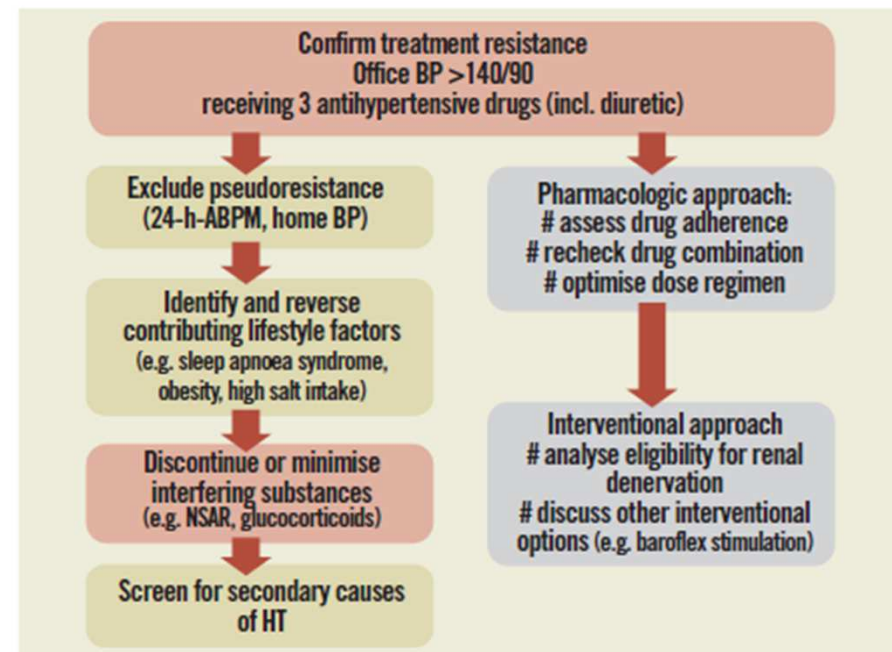 Confirm treatment resistance
Office BP >140/90
receiving 3 antihypertensive drugs (incl. diuretic)
Exclude pseudoresistance
(24-h-ABPM, home BP)
Identify and reverse
contributing lifestyle factors
(e.g. sleep apnoea syndrome,
obesity, high salt intake)
Discontinue or minimise
interfering substances
(e.g. NSAR, glucocorticoids)
Screen for secondary causes
of HT
Pharmacologic approach:
# assess drug adherence
# recheck drug combination
# optimise dose regimen
Interventional approach
# analyse eligibility for renal
denervation
# discuss other interventional
options (e.g. baroflex stimulation)